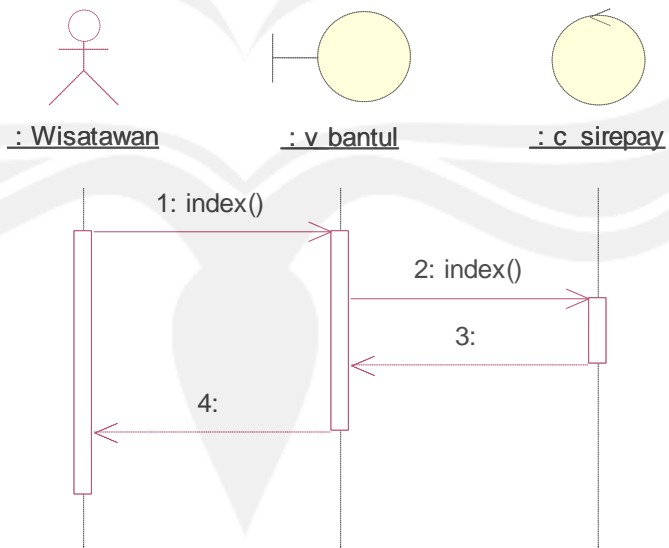 : Wisatawan
: v_bantul
: c_sirepay
1: index()
2: index()
3:
4: